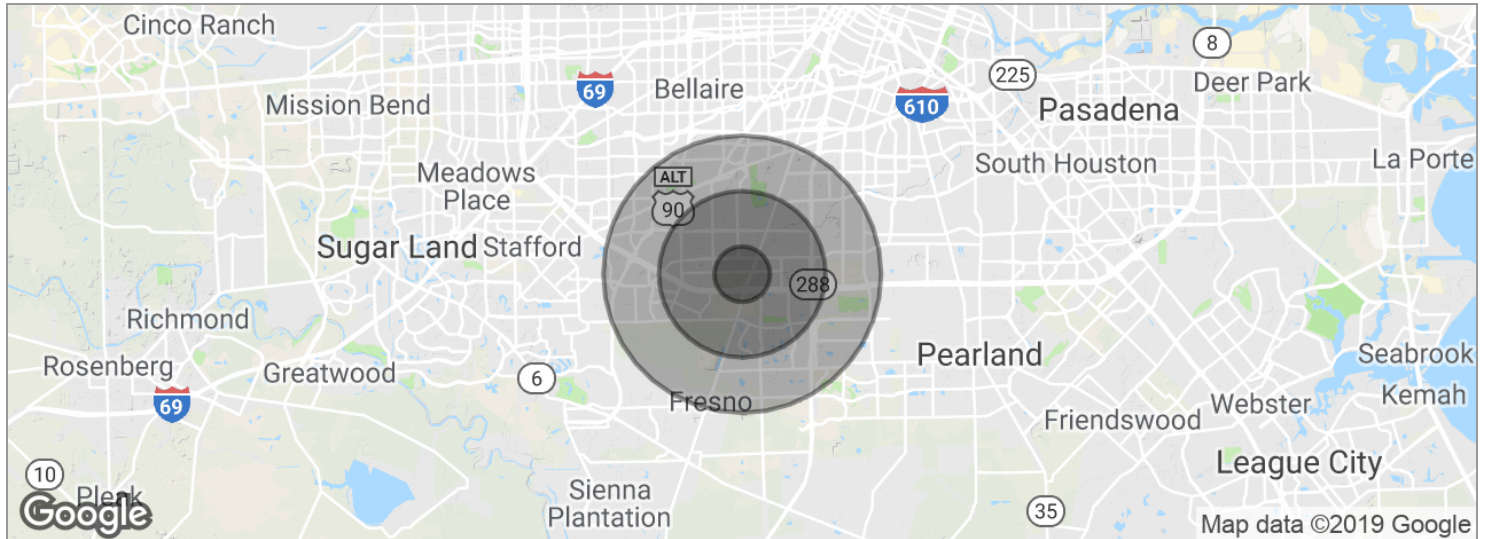 Cinco Ranch
8
69
Bellaire
225
Deer Park
Mission Bend
610
Pasadena
South Houston
La Porte
Meadows
Place
ALT
90
Sugar Land
Stafford
288
Richmond
Pearland
Seabrook
Rosenberg
Greatwood
6
Kemah
69
Fresno
Webster
Friendswood
League City
10
Pleak
Sienna
Plantation
35
Google
Map data ©2019 Google